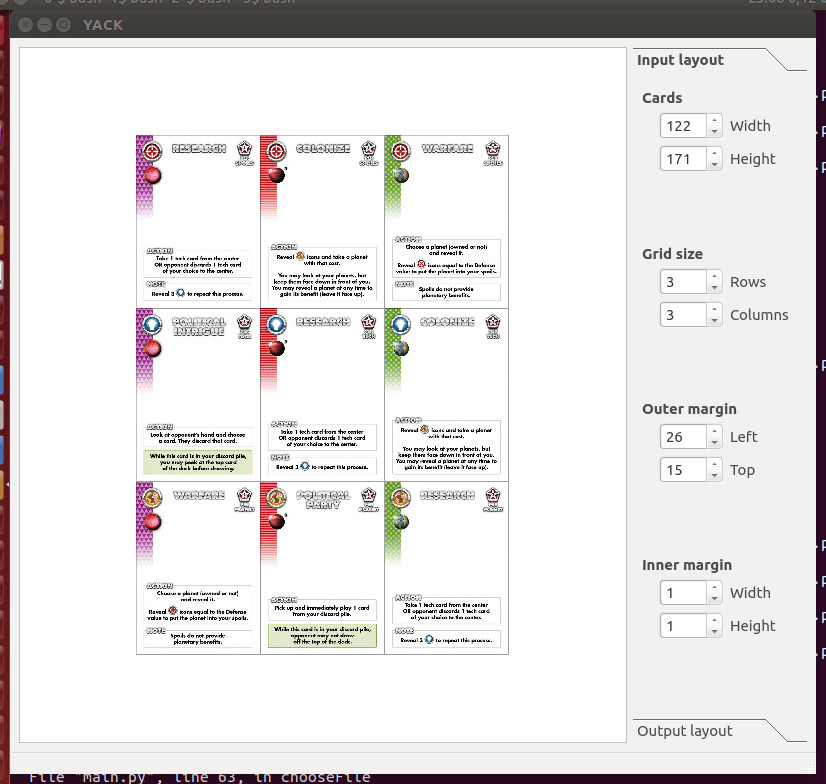 YACK
RESEARCH
ACTION
Take 1 tech card from the center
OR opponent discards 1 tech card
of your choice to the center.
NOTE
Reveal 3 to repeat this process.
COLONIZE
ACTION
Reveal icons and take a planet
with that cost.
You may look at your planets, but
keep them face down in front of you.
You may reveal a planet at any time to
gain its benefit (leave it face up).
WARFARE
ACTION
Choose a planet (owned or not)
and reveal it.
Reveal icons equal to the Defense
value to put the planet into your spoils.
NOTE
Spoils do not provide
planetary benefits.
POLITICAL
INTRIGUE
ACTION
Look at opponent's hand and choose
a card. They discard that card.
While this card is in your discard pile,
you may peek at the top card
of the deck before drawing.
RESEARCH
ACTION
Take 1 tech card from the center
OR opponent discards 1 tech card
of your choice to the center.
NOTE
Reveal 3 to repeat this process.
COLONIZE
ACTION
Reveal icons and take a planet
with that cost.
You may look at your planets, but
keep them face down in front of you.
You may reveal a planet at any time to
gain its benefit (leave it face up).
WARFARE
ACTION
Choose a planet (owned or not)
and reveal it.
Reveal icons equal to the Defense
value to put the planet into your spoils.
NOTE
Spoils do not provide
planetary benefits.
POLITICAL
PARTY
ACTION
Pick up and immediately play 1 card
from your discard pile.
While this card is in your discard pile,
opponent may not draw
off the top of the deck.
RESEARCH
ACTION
Take 1 tech card from the center
OR opponent discards 1 tech card
of your choice to the center.
NOTE
Reveal 3 to repeat this process.
Input layout
Cards
122 Width
171 Height
Grid size
3 Rows
3 Columns
Outer margin
26 Left
15 Top
Inner margin
1 Width
1 Height
Output layout
File "Main.py", line 63, in chooseFile